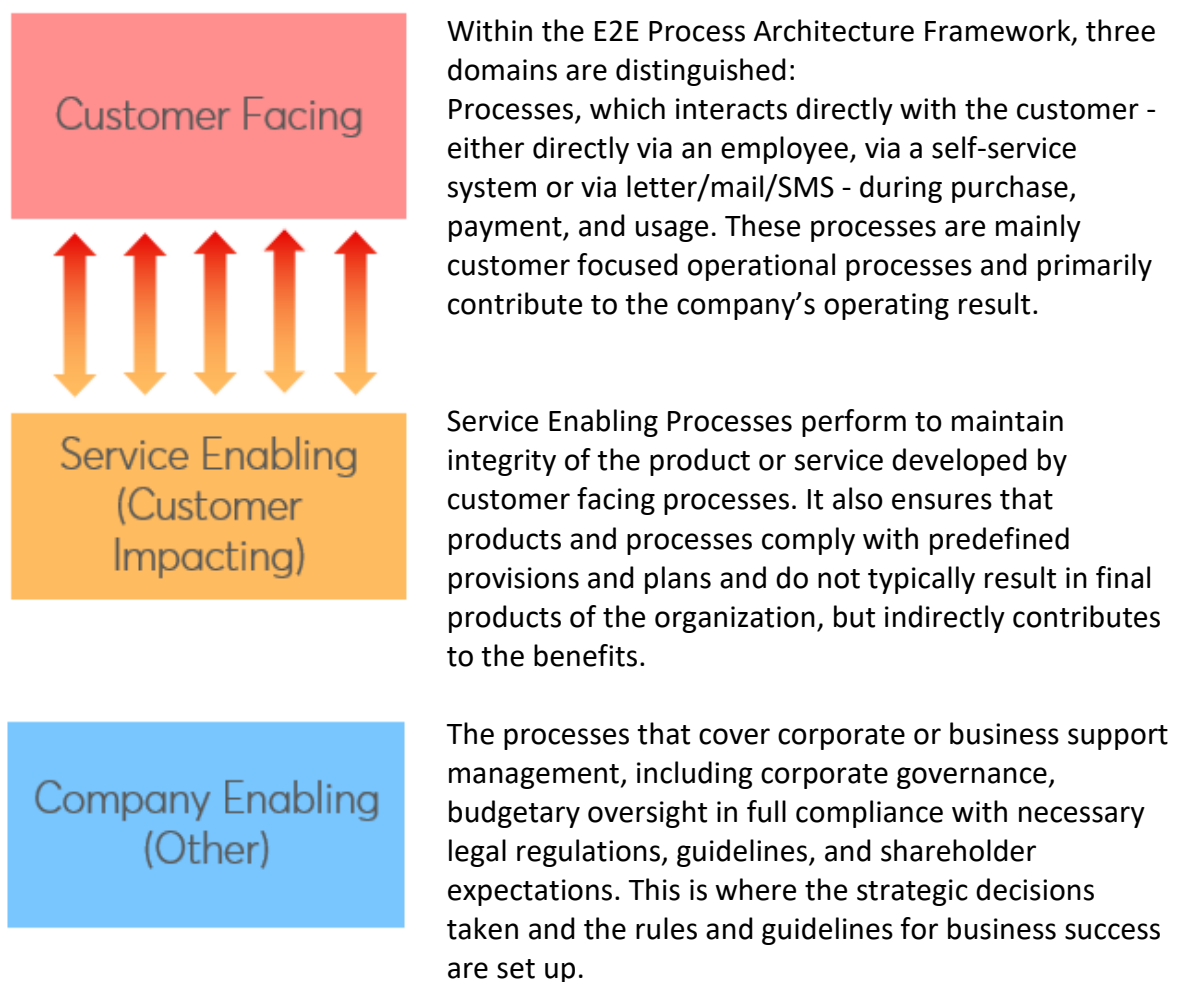 Customer Facing
Within the E2E Process Architecture Framework, three
domains are distinguished:
Processes, which interacts directly with the customer -
either directly via an employee, via a self-service
system or via letter/mail/SMS - during purchase,
payment, and usage. These processes are mainly
customer focused operational processes and primarily
contribute to the company’s operating result.
Service Enabling
(Customer
Impacting)
Service Enabling Processes perform to maintain
integrity of the product or service developed by
customer facing processes. It also ensures that
products and processes comply with predefined
provisions and plans and do not typically result in final
products of the organization, but indirectly contributes
to the benefits.
Company Enabling
(Other)
The processes that cover corporate or business support
management, including corporate governance,
budgetary oversight in full compliance with necessary
legal regulations, guidelines, and shareholder
expectations. This is where the strategic decisions
taken and the rules and guidelines for business success
are set up.